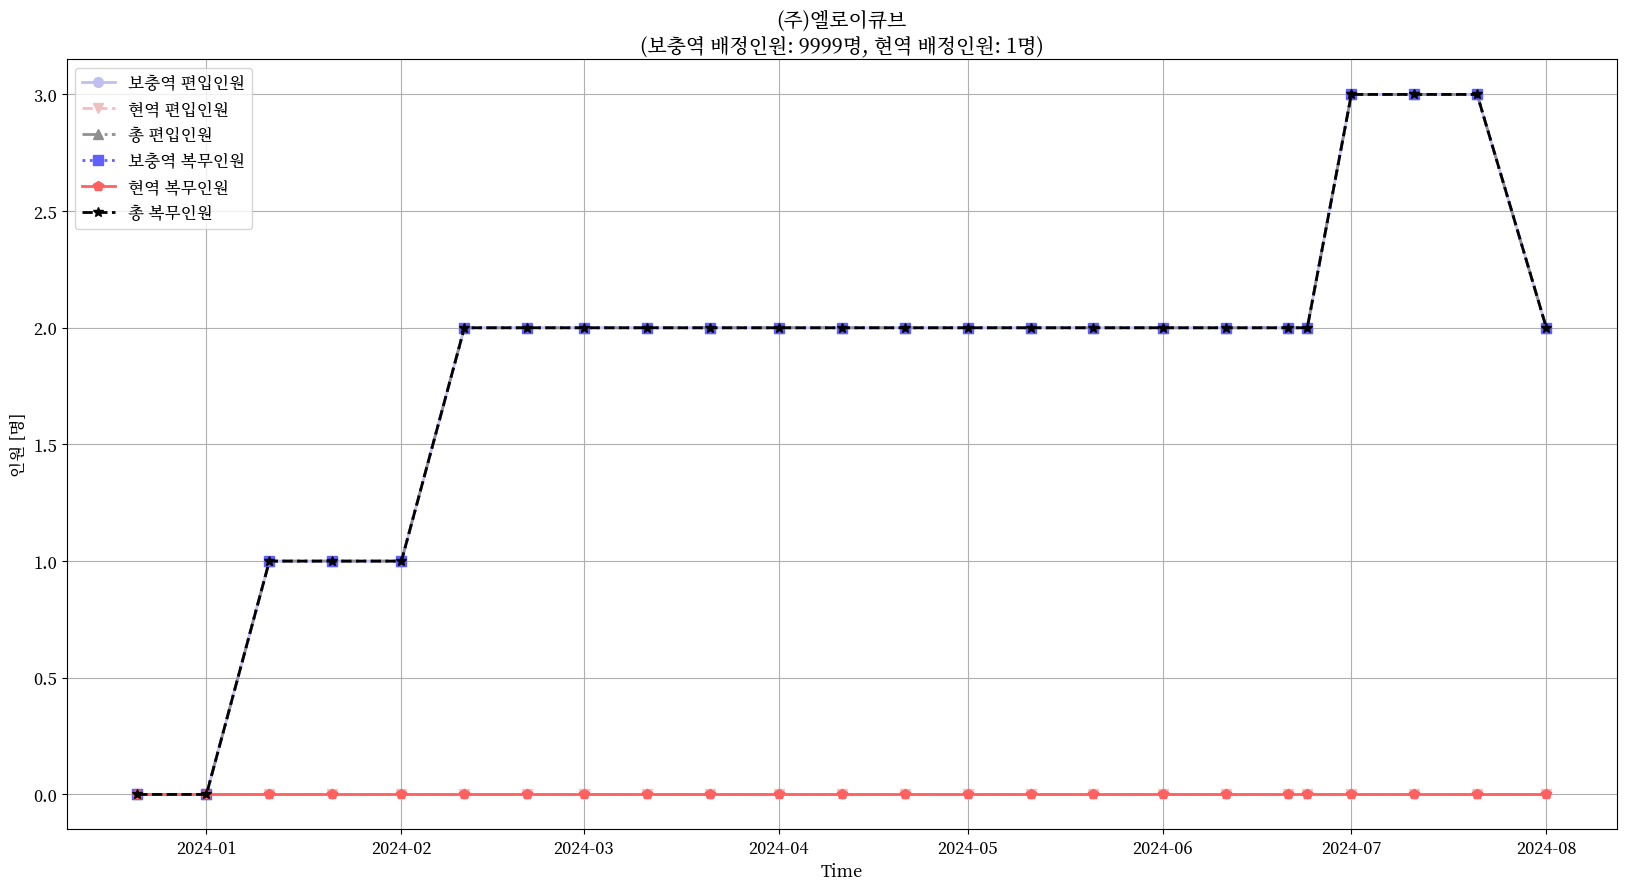 (주)엘로이큐브
(보충역 배정인원: 9999명, 현역 배정인원: 1명)
보충역 편입인원
현역 편입인원
총 편입인원
보충역 복무인원
현역 복무인원
총 복무인원
3.0
2.5
2.0
1.5
1.0
0.5
0.0
인원 [명]
2024-01
2024-02
2024-03
2024-04
2024-05
2024-06
2024-07
2024-08
Time